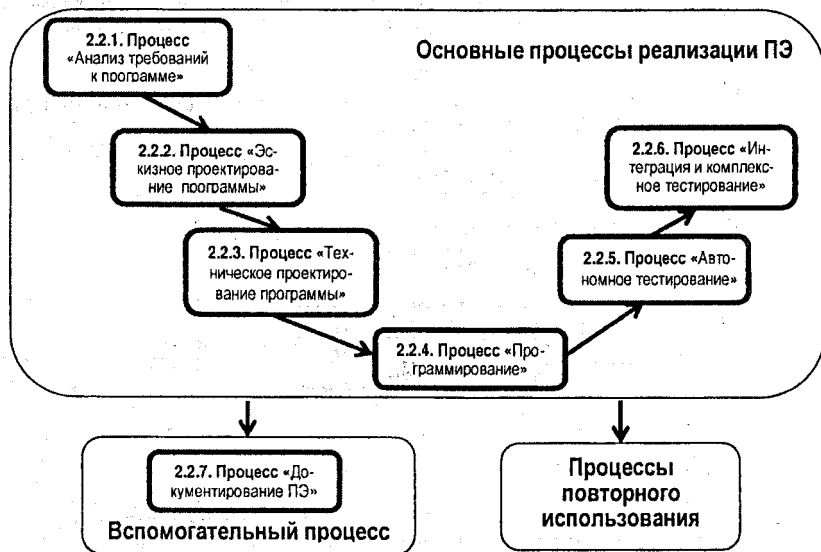 Основные процессы реализации ПЭ
2.2.1. Процесс
«Анализ требований
к программе»
2.2.2. Процесс «Эс-
кизное проектирова-
ние программы»
2.2.3. Процесс «Тех-
ническое проектиро-
вание программы»
2.2.4. Процесс «Про-
граммирование»
2.2.5. Процесс «Авто-
номное тестирование»
2.2.6. Процесс «Ин-
теграция и комплекс-
ное тестирование»
2.2.7. Процесс «До-
кументирование ПЭ»
Вспомогательный процесс
Процессы
повторного
использования